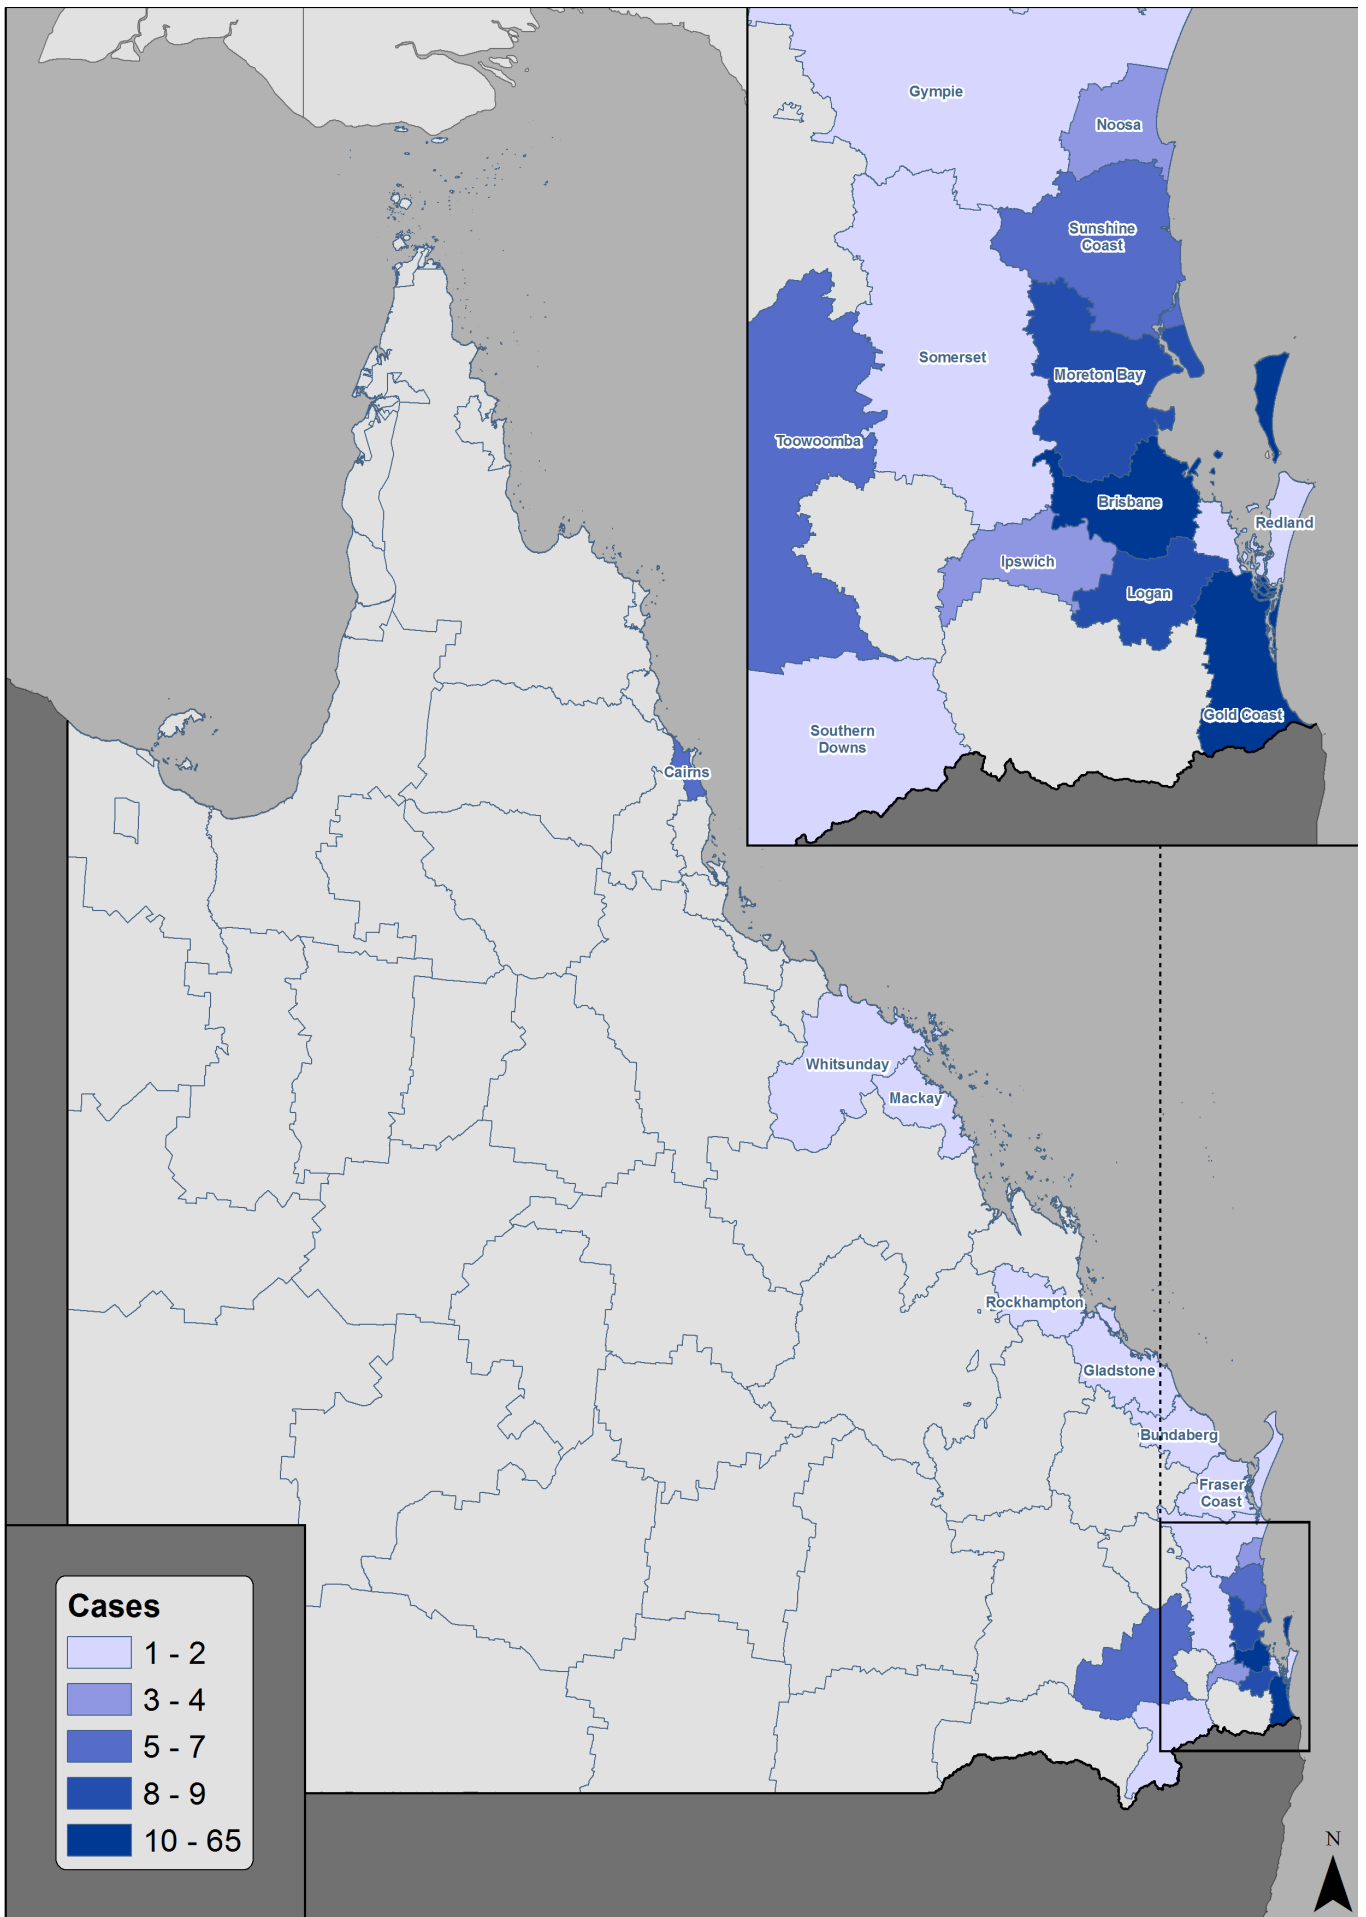 Gympie
Noosa
Sunshine
Coast
Somerset
Moreton Bay
Toowoomba
Brisbane
Redland
Ipswich
Logan
Gold Coast
Southern
Downs
Cairns
Whitsunday
Mackay
Rockhampton
Gladstone
Bundaberg
Fraser
Coast
Cases
1 - 2
3 - 4
5 - 7
8 - 9
10 - 65
N